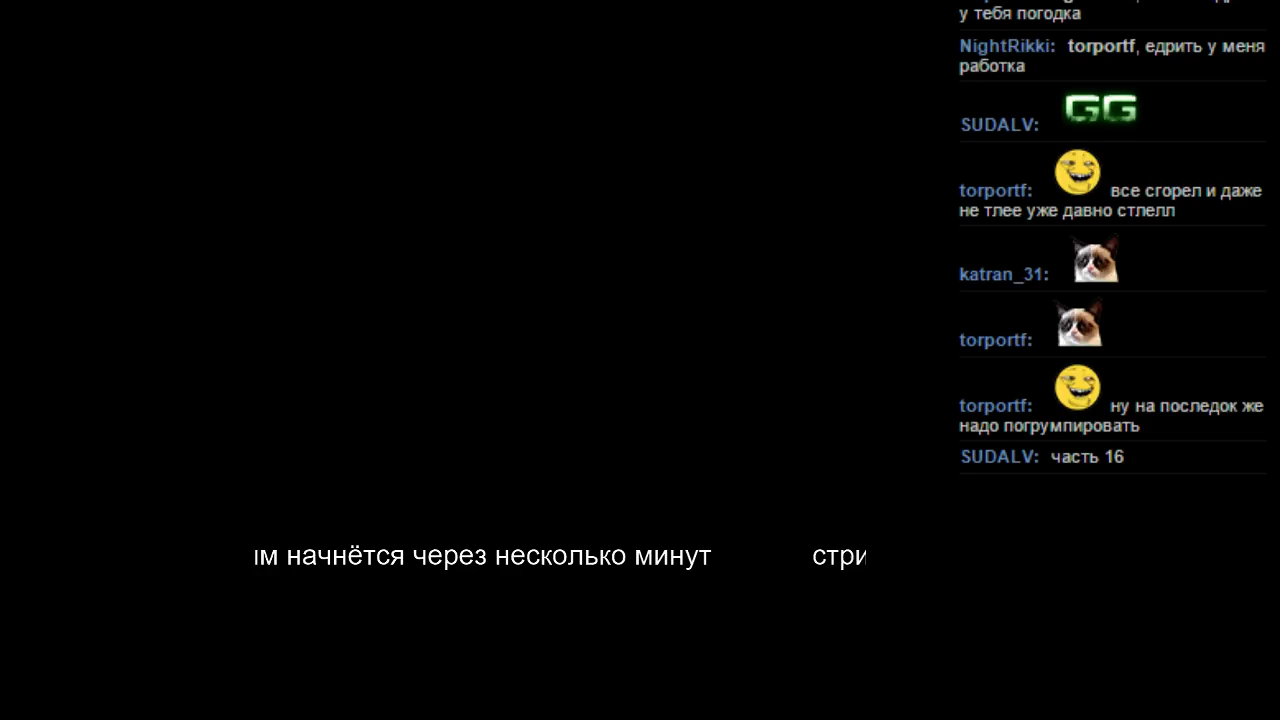 у тебя погодка
NightRikki: torportf, едрить у меня
работка
SUDALV: GG
torportf: все сгорел и даже
не тлее уже давно стлелл
katran_31:
torportf:
torportf: ну на последок же
надо погрумпировать
SUDALV: часть 16
м начнётся через несколько минут стри